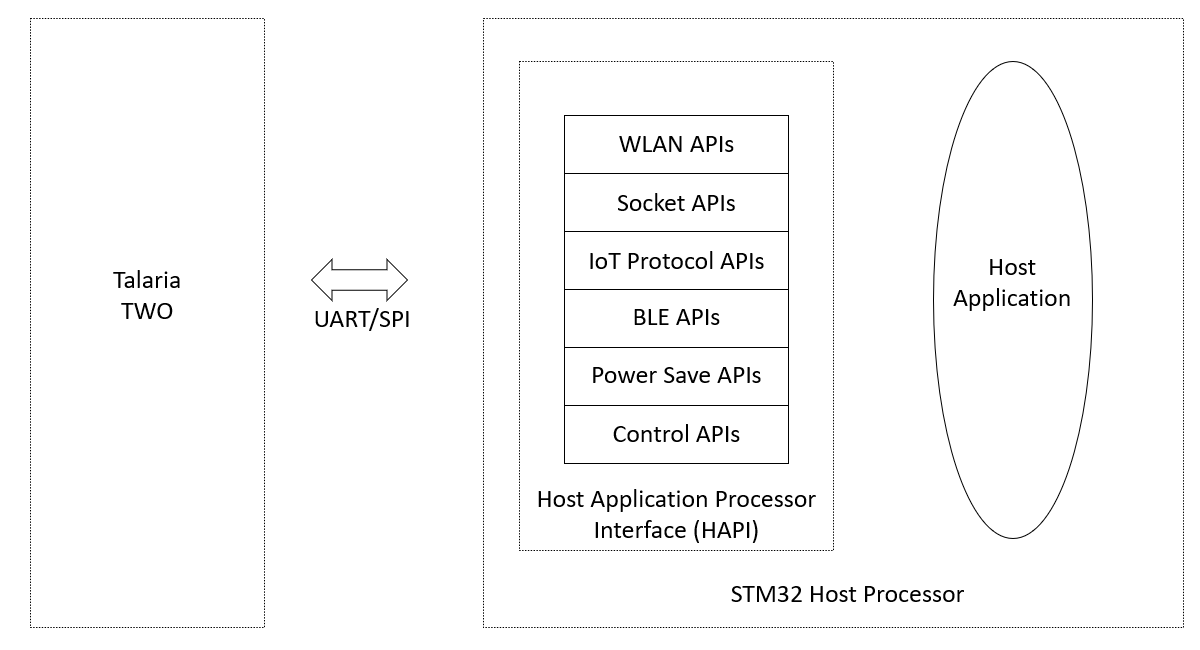 Talaria
TWO
UART/SPI
WLAN APIs
Socket APIs
IoT Protocol APIs
BLE APIs
Power Save APIs
Control APIs
Host Application Processor
Interface (HAPI)
Host
Application
STM32 Host Processor